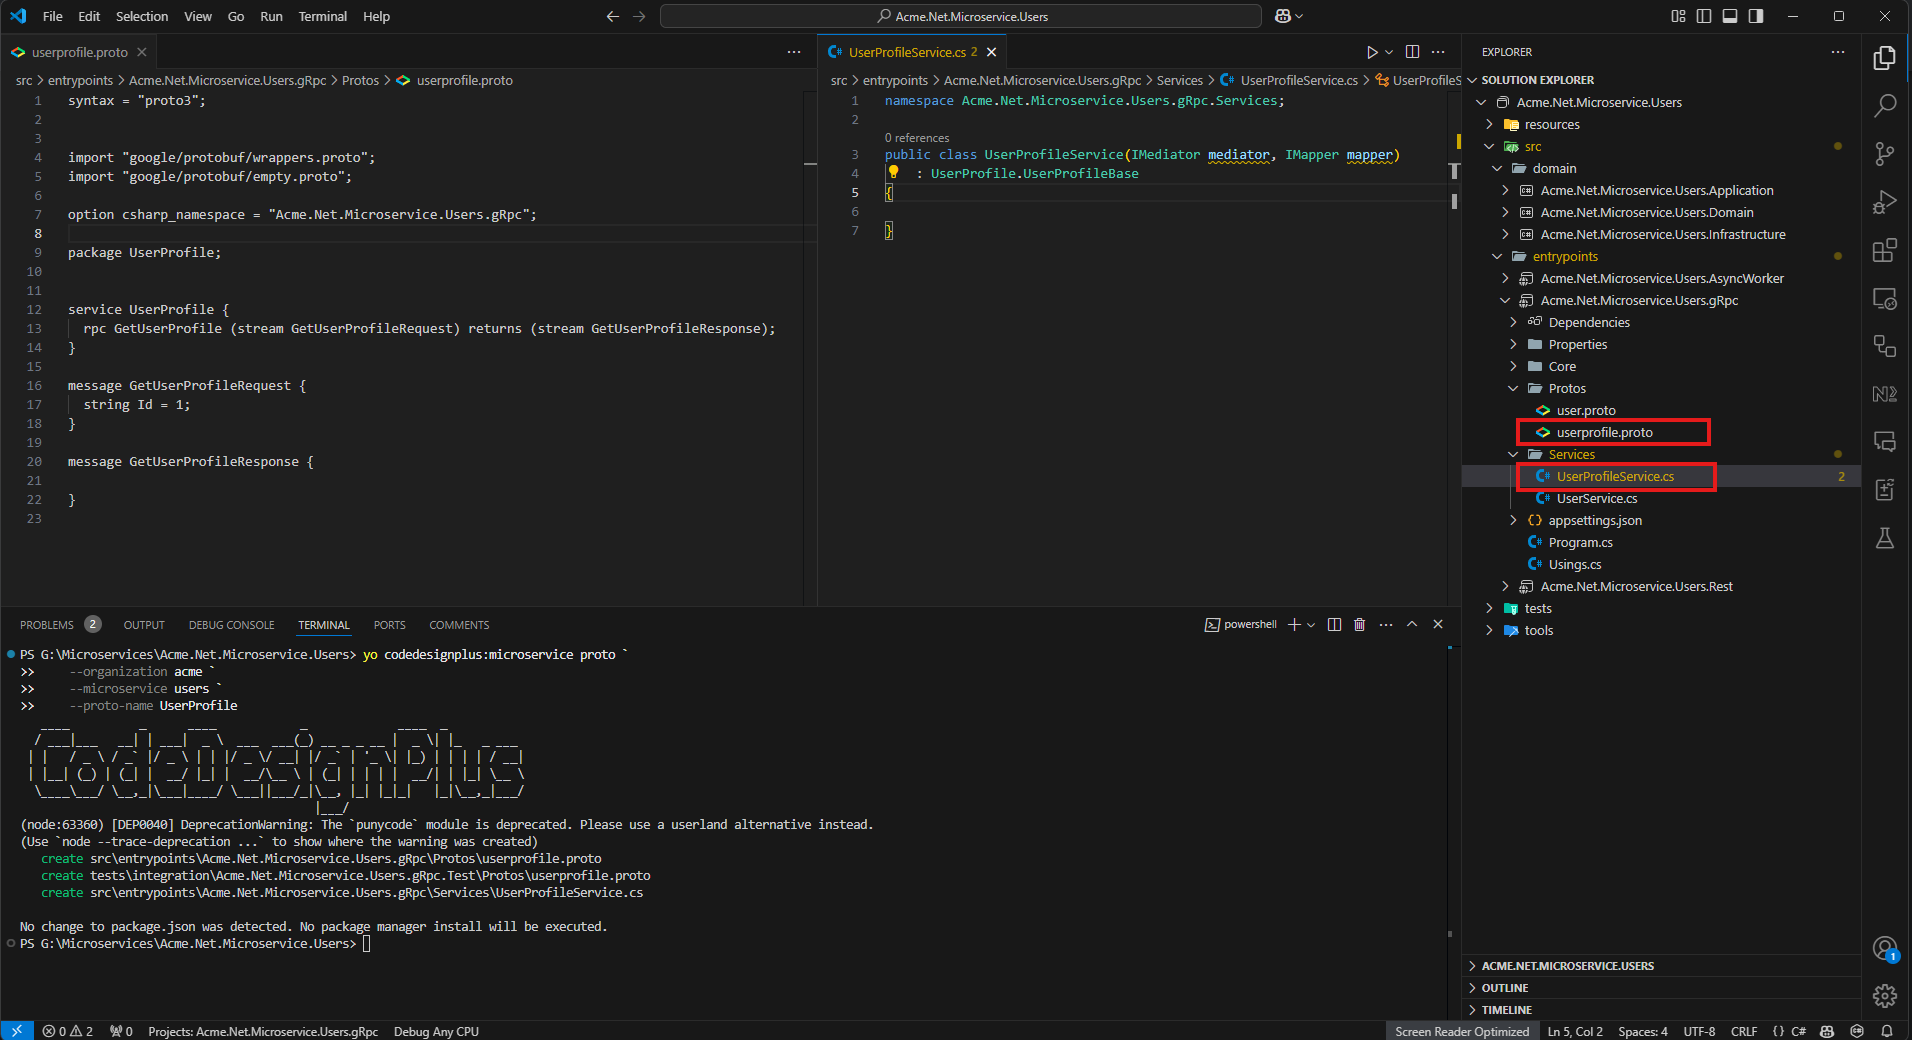 File Edit Selection View Go Run Terminal Help
Acme.Net.Microservice.Users
userprofile.proto
src > entrypoints > Acme.Net.Microservice.Users.gRpc > Protos > userprofile.proto
1 syntax = "proto3";
2
3
4 import "google/protobuf/wrappers.proto";
5 import "google/protobuf/empty.proto";
6
7 option csharp_namespace = "Acme.Net.Microservice.Users.gRpc";
8
9 package UserProfile;
10
11
12 service UserProfile {
13 rpc GetUserProfile (stream GetUserProfileRequest) returns (stream GetUserProfileResponse);
14 }
15
16 message GetUserProfileRequest {
17 string Id = 1;
18 }
19
20 message GetUserProfileResponse {
21
22 }
23
UserProfileService.cs 2
src > entrypoints > Acme.Net.Microservice.Users.gRpc > Services > UserProfileService.cs > UserProfileS
1 namespace Acme.Net.Microservice.Users.gRpc.Services;
2
0 references
3 public class UserProfileService(IMediator mediator, IMapper mapper)
4 : UserProfile.UserProfileBase
5 {
6
7 }
EXPLORER
SOLUTION EXPLORER
Acme.Net.Microservice.Users
resources
src
domain
Acme.Net.Microservice.Users.Application
Acme.Net.Microservice.Users.Domain
Acme.Net.Microservice.Users.Infrastructure
entrypoints
Acme.Net.Microservice.Users.AsyncWorker
Acme.Net.Microservice.Users.gRpc
Dependencies
Properties
Core
Protos
user.proto
userprofile.proto
Services
UserProfileService.cs 2
UserService.cs
appsettings.json
Program.cs
Usings.cs
Acme.Net.Microservice.Users.Rest
tests
tools
PROBLEMS 2 OUTPUT DEBUG CONSOLE TERMINAL PORTS COMMENTS
powershell
PS G:\Microservices\Acme.Net.Microservice.Users> yo codedesignplus:microservice proto `
>> --organization acme `
>> --microservice users `
>> --proto-name UserProfile
CodeDesignPlus
(node:63360) [DEP0040] DeprecationWarning: The `punycode` module is deprecated. Please use a userland alternative instead.
(Use `node --trace-deprecation ...` to show where the warning was created)
create src\entrypoints\Acme.Net.Microservice.Users.gRpc\Protos\userprofile.proto
create tests\integration\Acme.Net.Microservice.Users.gRpc.Test\Protos\userprofile.proto
create src\entrypoints\Acme.Net.Microservice.Users.gRpc\Services\UserProfileService.cs
No change to package.json was detected. No package manager install will be executed.
PS G:\Microservices\Acme.Net.Microservice.Users>
ACME.NET.MICROSERVICE.USERS
OUTLINE
TIMELINE
1
0 2 0 Projects: Acme.Net.Microservice.Users.gRpc Debug Any CPU
Screen Reader Optimized Ln 5, Col 2 Spaces: 4 UTF-8 CRLF {} C#